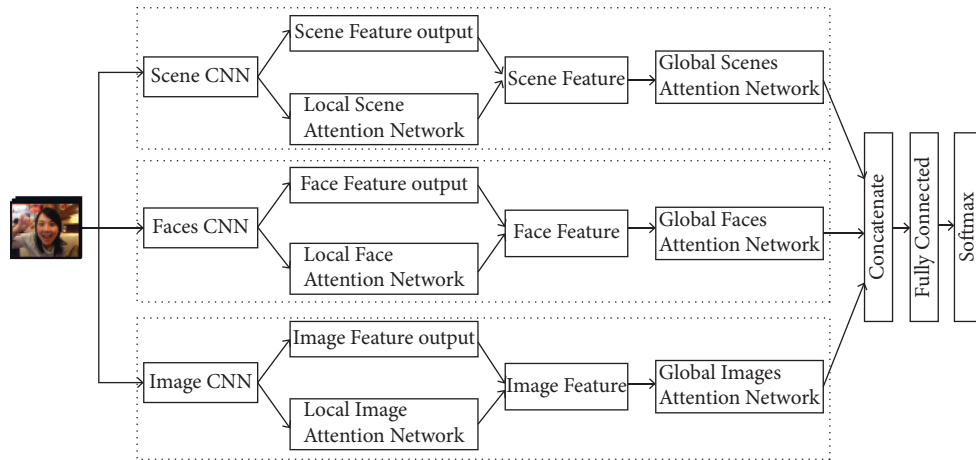 Scene CNN
Scene Feature output
Local Scene
Attention Network
Scene Feature
Global Scenes
Attention Network
Faces CNN
Face Feature output
Local Face
Attention Network
Face Feature
Global Faces
Attention Network
Image CNN
Image Feature output
Local Image
Attention Network
Image Feature
Global Images
Attention Network
Concatenate
Fully Connected
Softmax